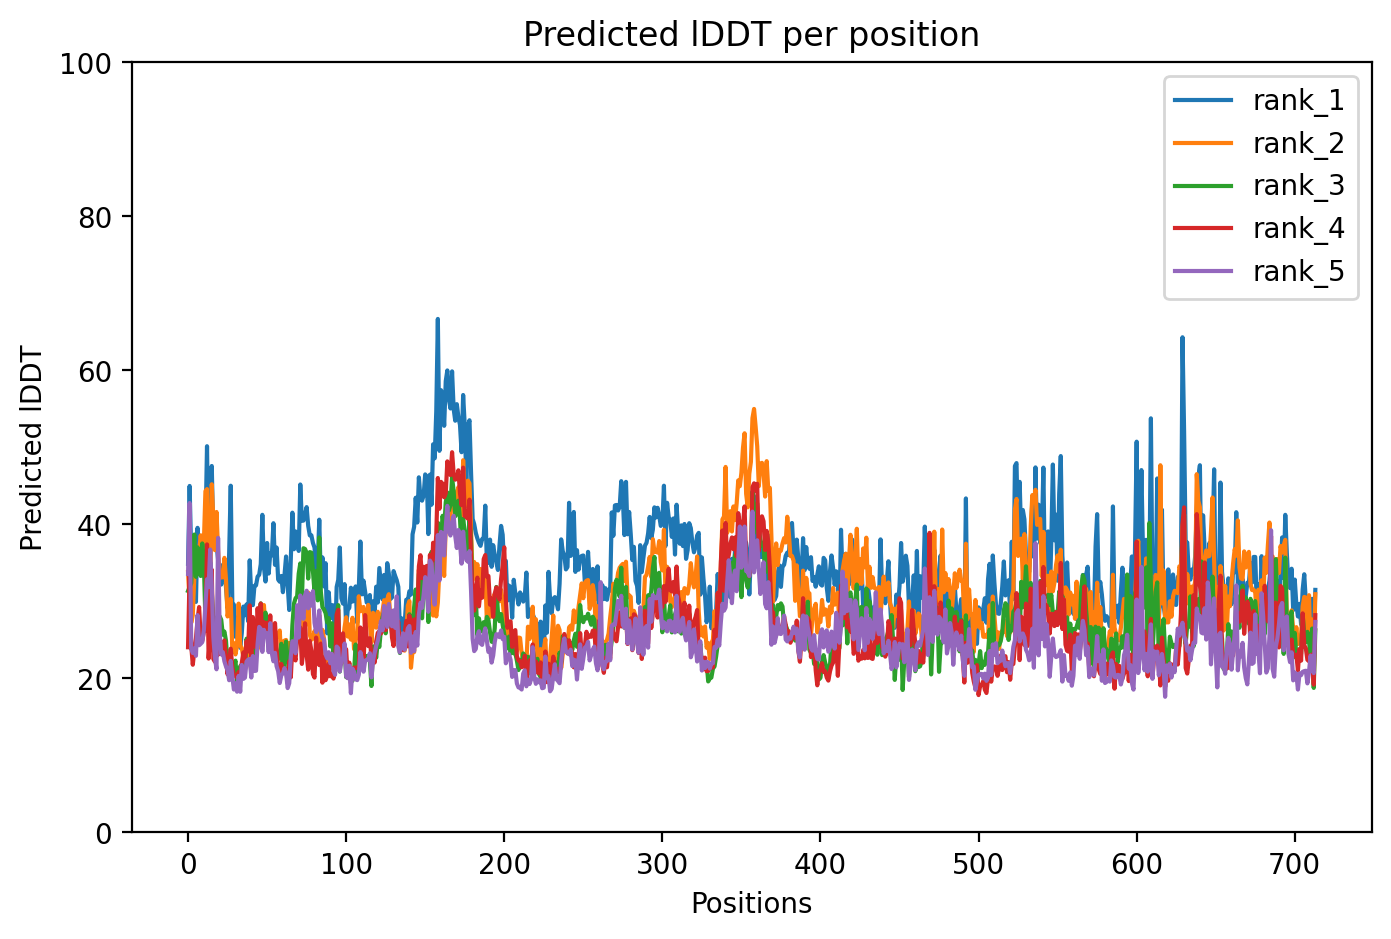 Predicted lDDT per position
100
80
60
40
20
0
Predicted lDDT
rank_1
rank_2
rank_3
rank_4
rank_5
0 100 200 300 400 500 600 700
Positions